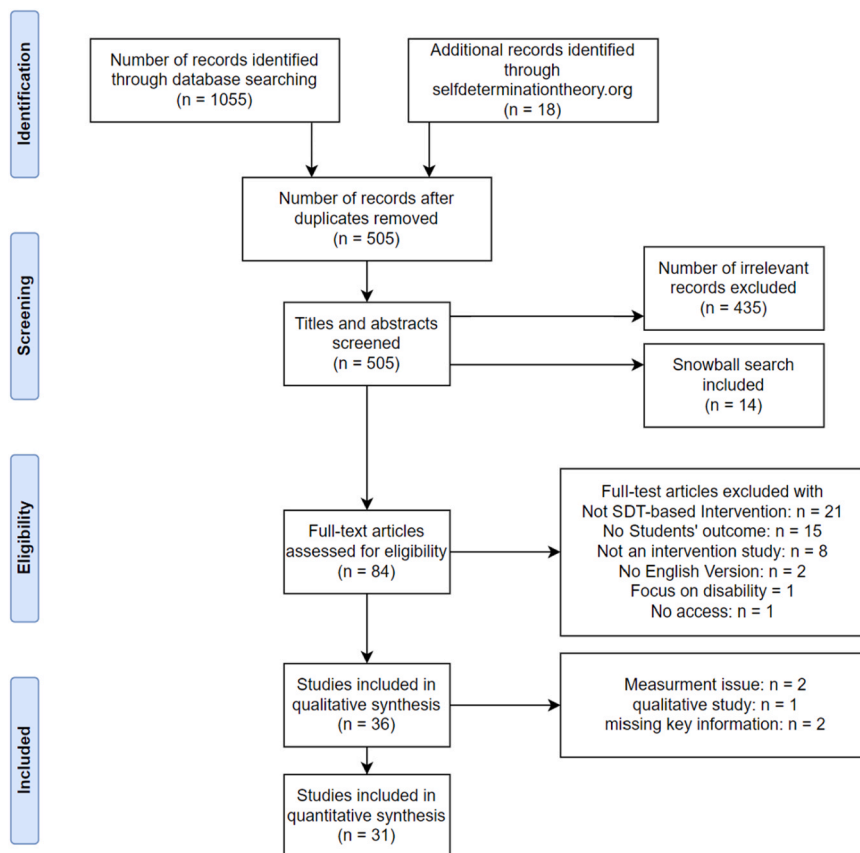 Identification
Number of records identified
through database searching
(n = 1055)
Additional records identified
through
selfdeterminationtheory.org
(n = 18)
Number of records after
duplicates removed
(n = 505)
Screening
Titles and abstracts
screened
(n = 505)
Number of irrelevant
records excluded
(n = 435)
Snowball search
included
(n = 14)
Eligibility
Full-text articles
assessed for eligibility
(n = 84)
Full-test articles excluded with
Not SDT-based Intervention: n = 21
No Students' outcome: n = 15
Not an intervention study: n = 8
No English Version: n = 2
Focus on disability = 1
No access: n = 1
Included
Studies included in
qualitative synthesis
(n = 36)
Measurment issue: n = 2
qualitative study: n = 1
missing key information: n = 2
Studies included in
quantitative synthesis
(n = 31)